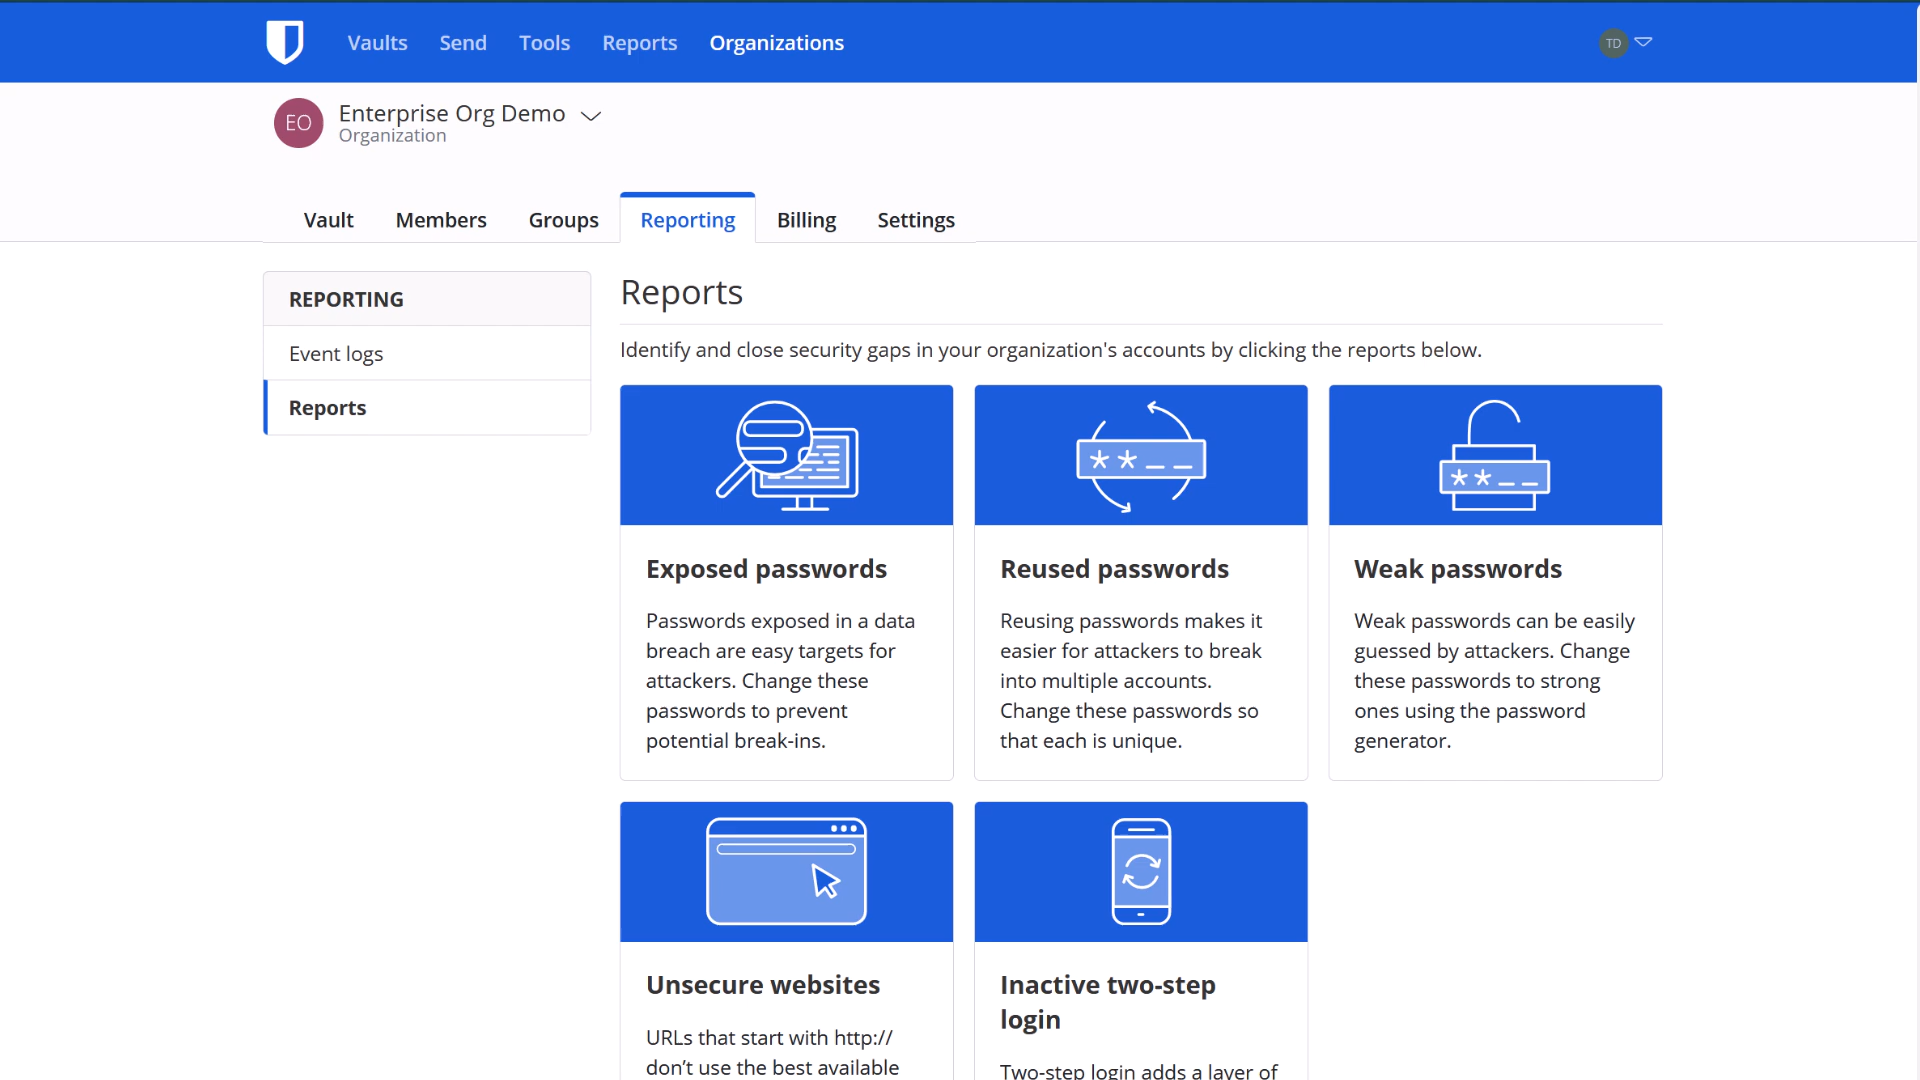 Vaults Send Tools Reports Organizations
TD
EO
Enterprise Org Demo
Organization
Vault Members Groups Reporting Billing Settings
REPORTING
Event logs
Reports
Reports
Identify and close security gaps in your organization's accounts by clicking the reports below.
Exposed passwords
Passwords exposed in a data
breach are easy targets for
attackers. Change these
passwords to prevent
potential break-ins.
Reused passwords
Reusing passwords makes it
easier for attackers to break
into multiple accounts.
Change these passwords so
that each is unique.
Weak passwords
Weak passwords can be easily
guessed by attackers. Change
these passwords to strong
ones using the password
generator.
Unsecure websites
URLs that start with http://
don’t use the best available
Inactive two-step
login
Two-step login adds a layer of